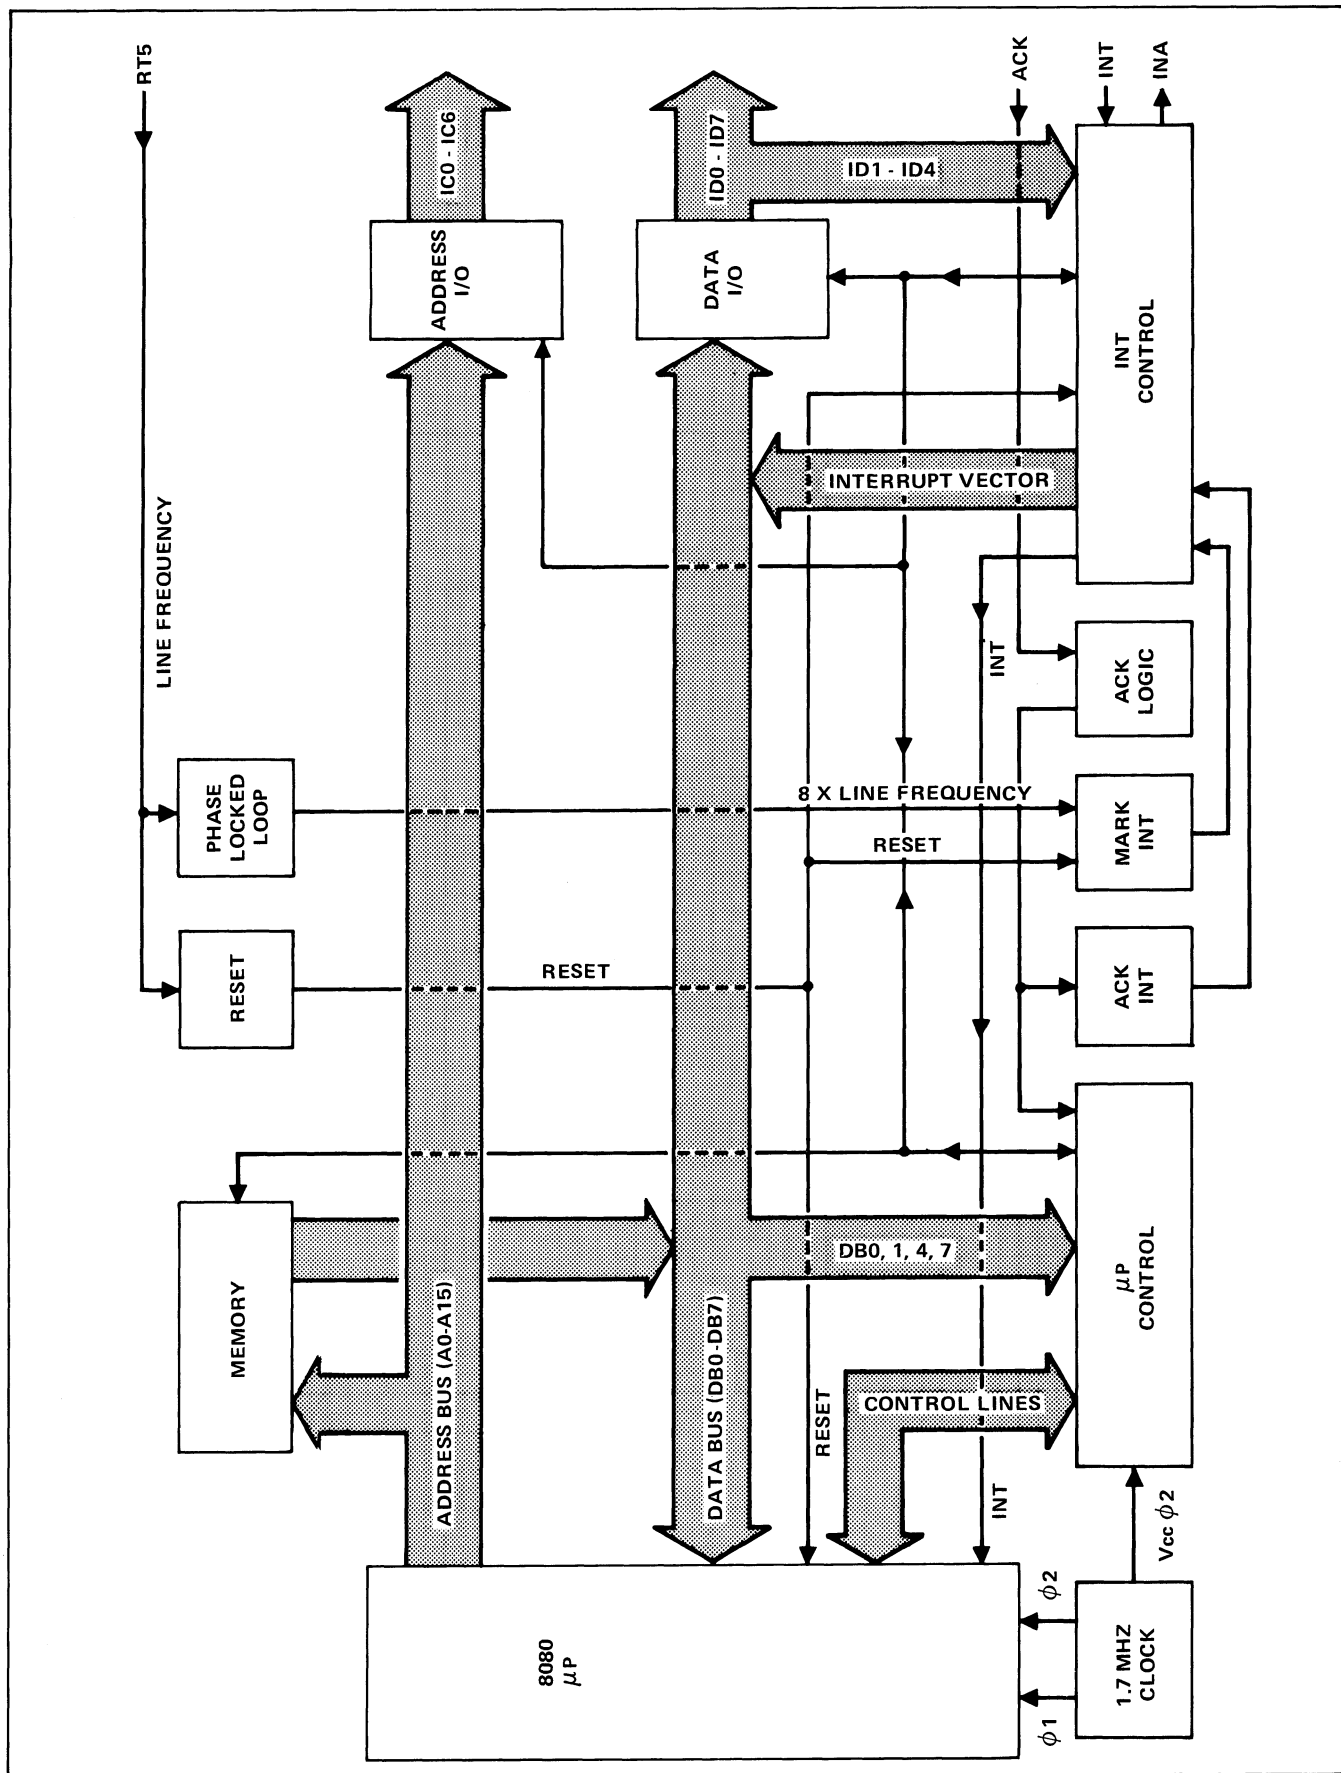 RT5
LINE FREQUENCY
IC0 - IC6
ID0 - ID7
ID1 - ID4
ACK
INT
INA
ADDRESS
I/O
DATA
I/O
INT
CONTROL
INTERRUPT VECTOR
INT
ACK
LOGIC
PHASE
LOCKED
LOOP
8 X LINE FREQUENCY
RESET
MARK
INT
RESET
RESET
ACK
INT
MEMORY
ADDRESS BUS (A0-A15)
DATA BUS (DB0-DB7)
DB0, 1, 4, 7
μP
CONTROL
RESET
CONTROL LINES
INT
Vcc ϕ2
8080
μP
ϕ2
ϕ1
1.7 MHZ
CLOCK